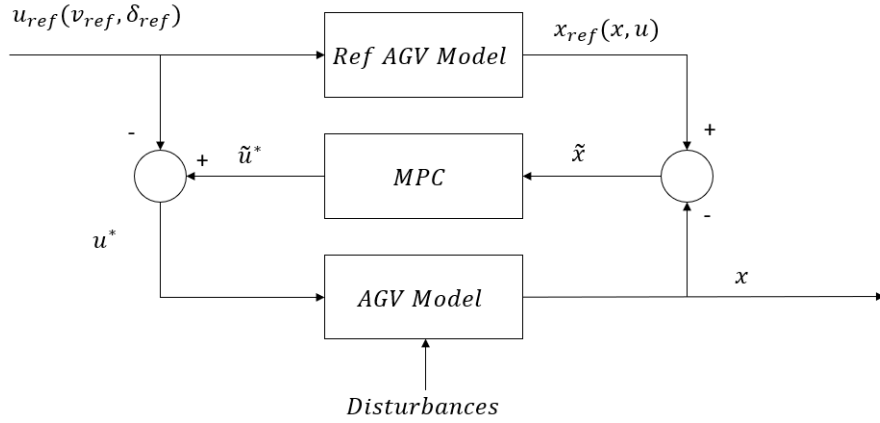 u_ref(v_ref, δ_ref)
x_ref(x, u)
Ref AGV Model
-
+
+
ũ*
MPC
x̃
-
u*
AGV Model
x
Disturbances